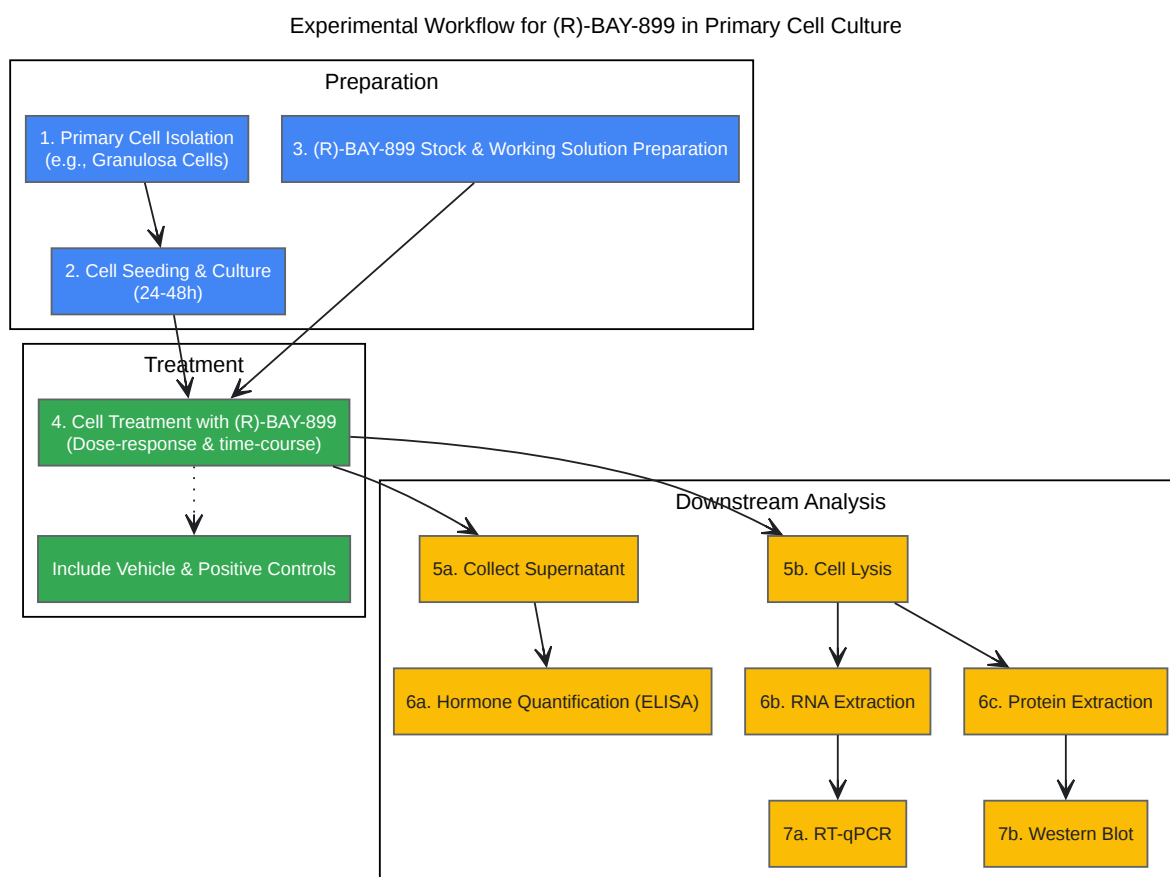 Experimental Workflow for (R)-BAY-899 in Primary Cell Culture
Preparation
1. Primary Cell Isolation
(e.g., Granulosa Cells)
3. (R)-BAY-899 Stock & Working Solution Preparation
2. Cell Seeding & Culture
(24-48h)
Treatment
4. Cell Treatment with (R)-BAY-899
(Dose-response & time-course)
Include Vehicle & Positive Controls
Downstream Analysis
5a. Collect Supernatant
5b. Cell Lysis
6a. Hormone Quantification (ELISA)
6b. RNA Extraction
6c. Protein Extraction
7a. RT-qPCR
7b. Western Blot